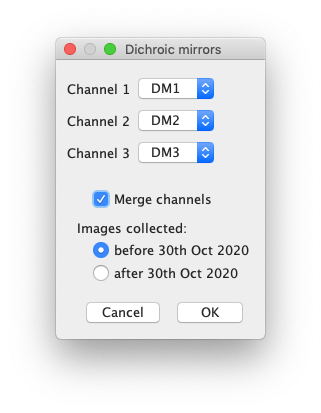 Dichroic mirrors
Channel 1 DM1
Channel 2 DM2
Channel 3 DM3
Merge channels
Images collected:
before 30th Oct 2020
after 30th Oct 2020
Cancel OK